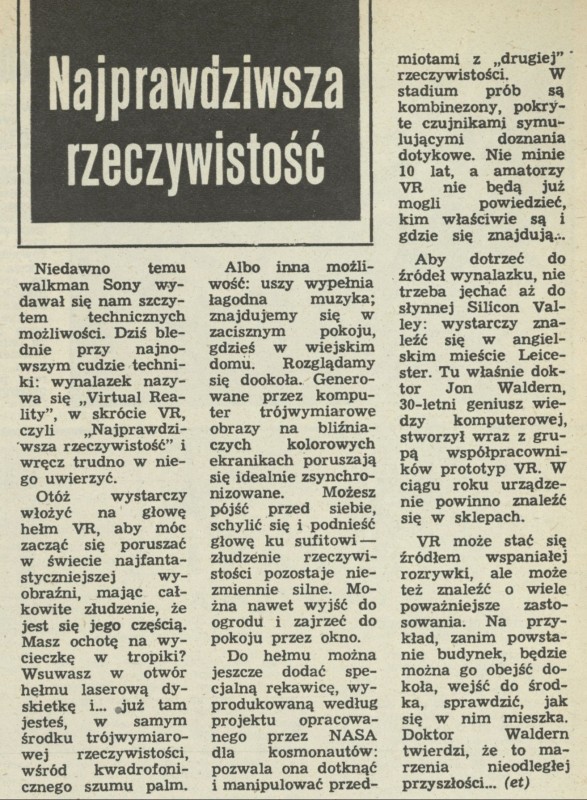 Najprawdziwsza
rzeczywistość
Niedawno temu
walkman Sony wy-
dawał się nam szczy-
tem technicznych
możliwości. Dziś ble-
dnie przy najno-
wszym cudzie techni-
ki: wynalazek nazy-
wa się „Virtual Rea-
lity", w skrócie VR,
czyli „Najprawdzi-
wsza rzeczywistość" i
wręcz trudno w nie-
go uwierzyć.
Otóż wystarczy
włożyć na głowę
hełm VR, aby móc
zacząć się poruszać
w świecie najfanta-
styczniejszej wy-
obraźni, mając cał-
kowite złudzenie, że
jest się jego częścią.
Masz ochotę na wy-
cieczkę w tropiki?
Wsuwasz w otwór
hełmu laserową dy-
skietkę i... już tam
jesteś, w samym
środku trójwymiaro-
wej rzeczywistości,
wśród kwadrofoni-
cznego szumu palm.
Albo inna możli-
wość: uszy wypełnia
łagodna muzyka;
znajdujemy się w
zacisznym pokoju,
gdzieś w wiejskim
domu. Rozglądamy
się dookoła. Genero-
wane przez kompu-
ter trójwymiarowe
obrazy na bliźnia-
czych kolorowych
ekranikach poruszają
się idealnie zsynchro-
nizowane. Możesz
pójść przed siebie,
schylić się i podnieść
głowę ku sufitowi —
złudzenie rzeczywi-
stości pozostaje nie-
zmiennie silne. Mo-
żna nawet wyjść do
ogrodu i zajrzeć do
pokoju przez okno.
Do hełmu można
jeszcze dodać spe-
cjalną rękawicę, wy-
produkowaną według
projektu opracowa-
nego przez NASA
dla kosmonautów:
pozwala ona dotknąć
i manipulować przed-
miotami z „drugiej"
rzeczywistości. W
stadium prób są
kombinezony, pokry-
te czujnikami symu-
lującymi doznania
dotykowe. Nie minie
10 lat, a amatorzy
VR nie będą już
mogli powiedzieć,
kim właściwie są i
gdzie się znajdują...
Aby dotrzeć do
źródeł wynalazku, nie
trzeba jechać aż do
słynnej Silicon Val-
ley: wystarczy zna-
leźć się w angiel-
skim mieście Leice-
ster. Tu właśnie dok-
tor Jon Waldern,
30-letni geniusz wie-
dzy komputerowej,
stworzył wraz z gru-
pą współpracowni-
ków prototyp VR. W
ciągu roku urządze-
nie powinno znaleźć
się w sklepach.
VR może stać się
źródłem wspaniałej
rozrywki, ale może
też znaleźć o wiele
poważniejsze zasto-
sowania. Na przy-
kład, zanim powsta-
nie budynek, będzie
można go obejść do-
koła, wejść do środ-
ka, sprawdzić, jak
się w nim mieszka.
Doktor Waldern
twierdzi, że to ma-
rzenia nieodległej
przyszłości... (et)